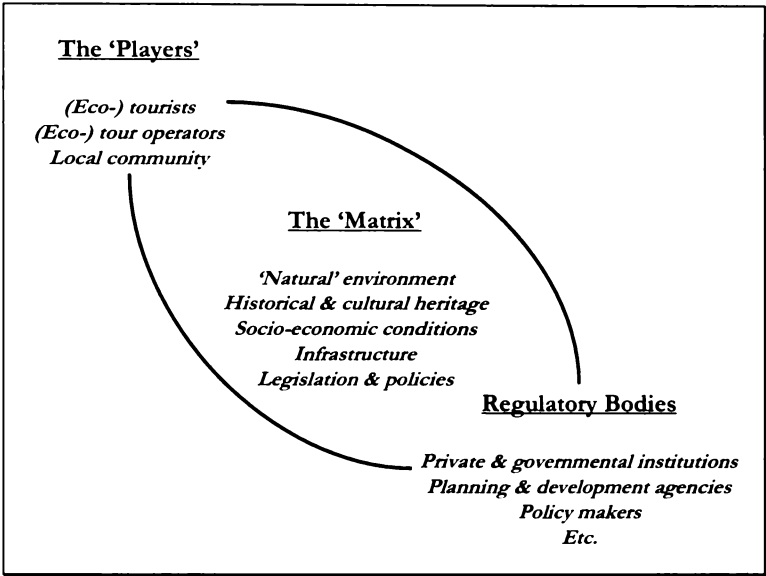 The ‘Players’
(Eco-) tourists
(Eco-) tour operators
Local community
The ‘Matrix’
‘Natural’ environment
Historical & cultural heritage
Socio-economic conditions
Infrastructure
Legislation & policies
Regulatory Bodies
Private & governmental institutions
Planning & development agencies
Policy makers
Etc.